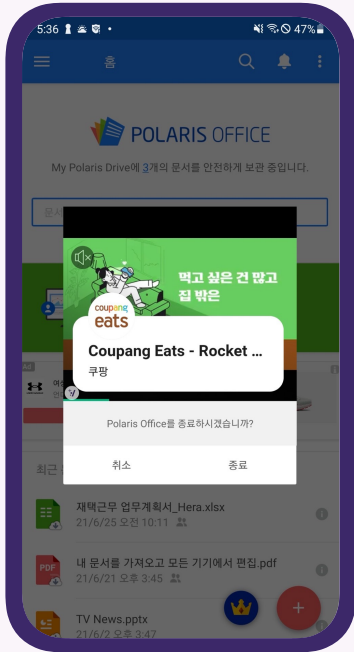 5:36
47%
홈
POLARIS OFFICE
My Polaris Drive에 3개의 문서를 안전하게 보관 중입니다.
먹고 싶은 건 많고
집 밖은
coupang
eats
Coupang Eats - Rocket ...
쿠팡
Ad
Polaris Office를 종료하시겠습니까?
취소
종료
최근
재택근무 업무계획서_Hera.xlsx
21/6/25 오전 10:11
PDF
내 문서를 가져오고 모든 기기에서 편집.pdf
21/6/21 오후 3:45
TV News.pptx
21/6/2 오후 3:47